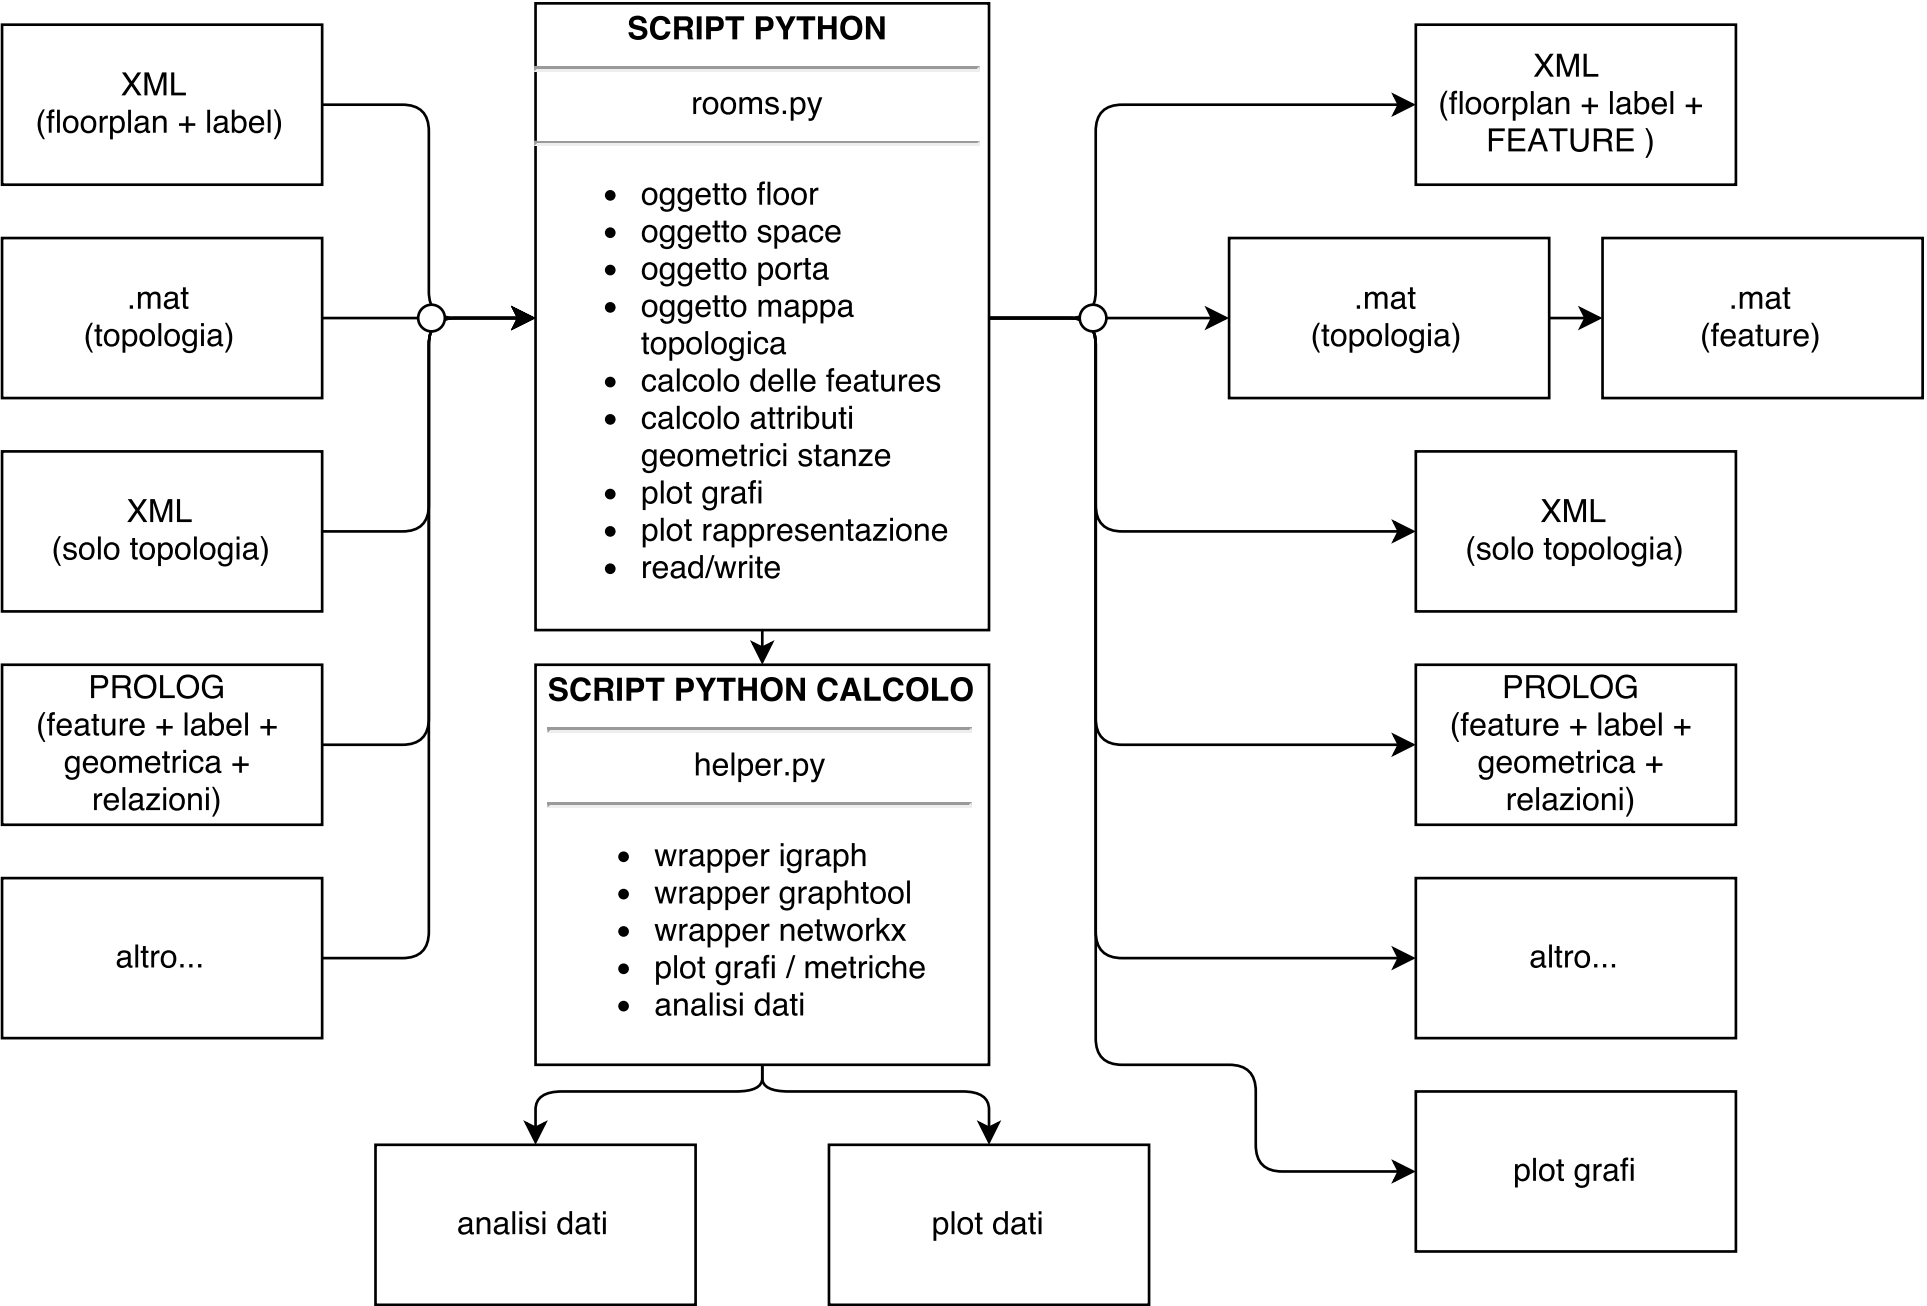 XML
(floorplan + label)
.mat
(topologia)
XML
(solo topologia)
PROLOG
(feature + label +
geometrica +
relazioni)
altro...
SCRIPT PYTHON
rooms.py
• oggetto floor
• oggetto space
• oggetto porta
• oggetto mappa
topologica
• calcolo delle features
• calcolo attributi
geometrici stanze
• plot grafi
• plot rappresentazione
• read/write
SCRIPT PYTHON CALCOLO
helper.py
• wrapper igraph
• wrapper graphtool
• wrapper networkx
• plot grafi / metriche
• analisi dati
analisi dati
plot dati
XML
(floorplan + label +
FEATURE )
.mat
(topologia)
.mat
(feature)
XML
(solo topologia)
PROLOG
(feature + label +
geometrica +
relazioni)
altro...
plot grafi